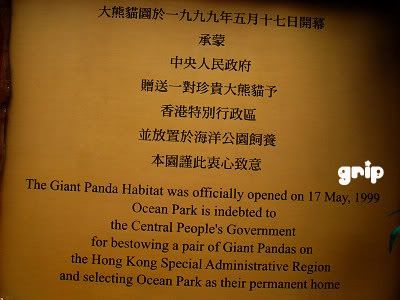 大熊貓園於一九九九年五月十七日開幕
承蒙
中央人民政府
贈送一對珍貴大熊貓予
香港特別行政區
並放置於海洋公園飼養
本園謹此衷心致意
grip
The Giant Panda Habitat was officially opened on 17 May, 1999
Ocean Park is indebted to
the Central People's Government
for bestowing a pair of Giant Pandas on
the Hong Kong Special Administrative Region
and selecting Ocean Park as their permanent home